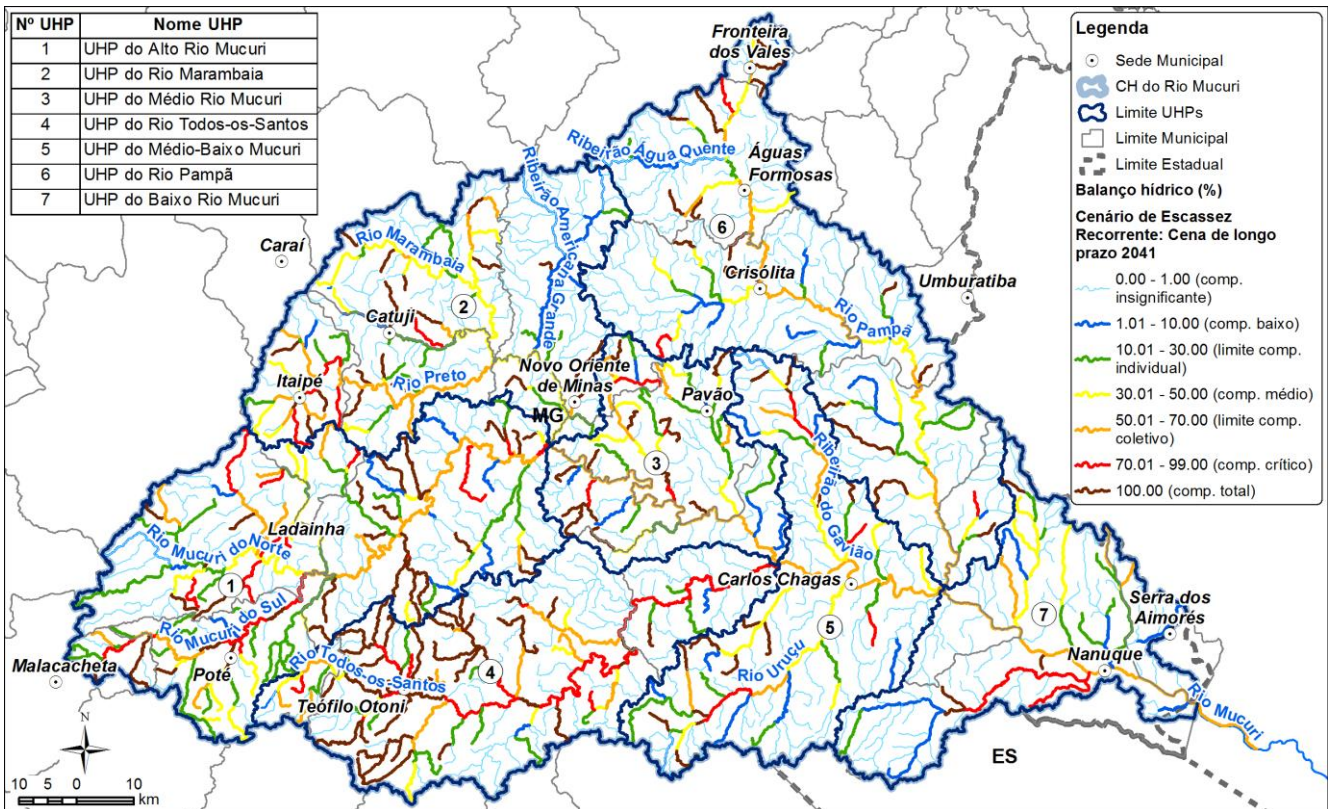 Nº UHP Nome UHP
1 UHP do Alto Rio Mucuri
2 UHP do Rio Marambaia
3 UHP do Médio Rio Mucuri
4 UHP do Rio Todos-os-Santos
5 UHP do Médio-Baixo Mucuri
6 UHP do Rio Pampã
7 UHP do Baixo Rio Mucuri
Fronteira
dos Vales
Ribeirão Água Quente
Águas
Formosas
Ribeirão Americana Grande
6
Caraí
Rio Marambaia
Crisólita
Umburatiba
2
Catuji
Rio Pampã
Itaipé
Rio Preto
Novo Oriente
de Minas
MG
Pavão
3
Ribeirão do Gavião
Ladainha
Rio Mucuri do Norte
1
Carlos Chagas
Rio Mucuri do Sul
7
Serra dos
Aimorés
5
Malacacheta
Poté
Rio Todos-os-Santos
4
Rio Uruçu
Nanuque
Teófilo Otoni
Rio Mucuri
ES
N
10 5 0 10
km
Legenda
Sede Municipal
CH do Rio Mucuri
Limite UHPs
Limite Municipal
Limite Estadual
Balanço hídrico (%)
Cenário de Escassez
Recorrente: Cena de longo
prazo 2041
0.00 - 1.00 (comp.
insignificante)
1.01 - 10.00 (comp. baixo)
10.01 - 30.00 (limite comp.
individual)
30.01 - 50.00 (comp. médio)
50.01 - 70.00 (limite comp.
coletivo)
70.01 - 99.00 (comp. crítico)
100.00 (comp. total)